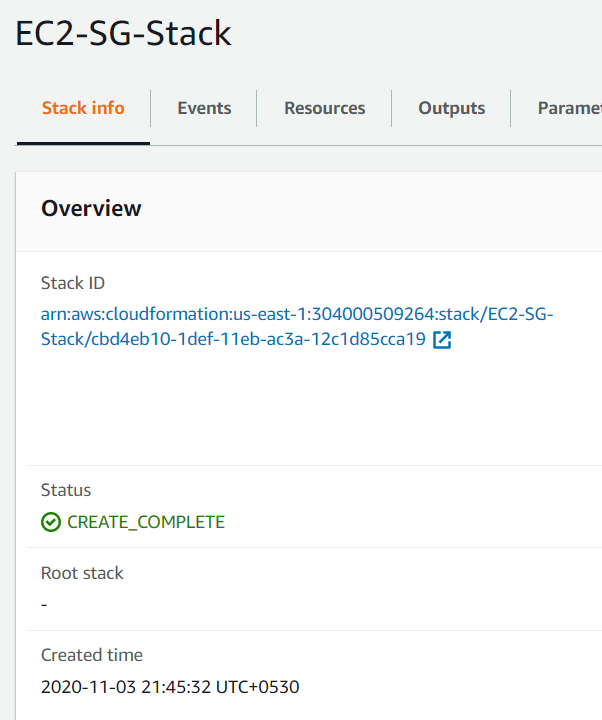 EC2-SG-Stack
Stack info Events Resources Outputs Paramet
Overview
Stack ID
arn:aws:cloudformation:us-east-1:304000509264:stack/EC2-SG-
Stack/cbd4eb10-1def-11eb-ac3a-12c1d85cca19
Status
CREATE_COMPLETE
Root stack
-
Created time
2020-11-03 21:45:32 UTC+0530